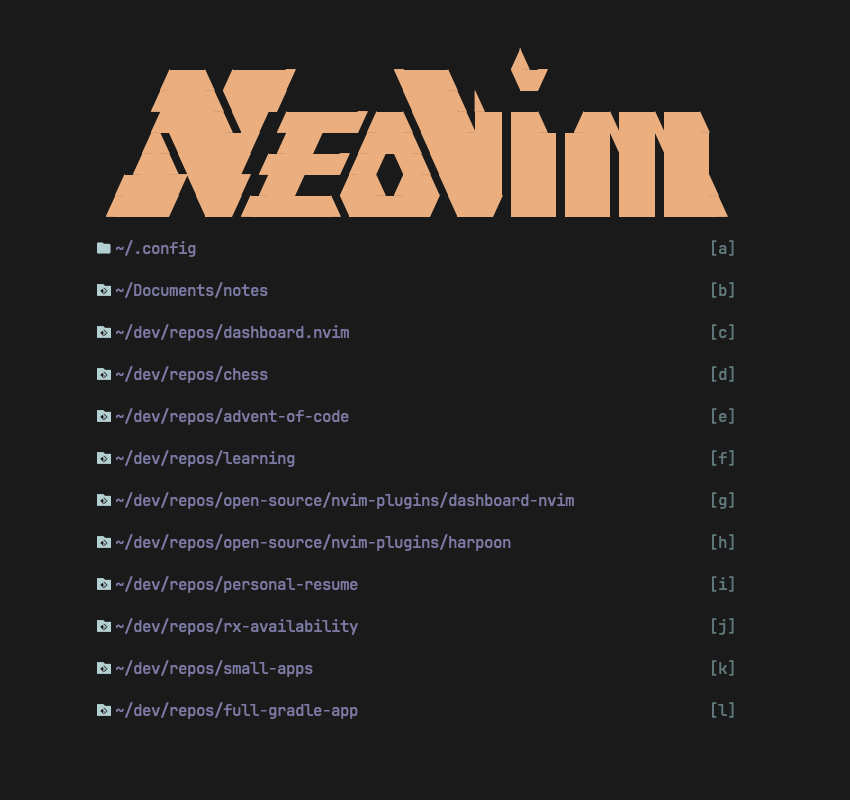 Neovim
~/.config [a]
~/Documents/notes [b]
~/dev/repos/dashboard.nvim [c]
~/dev/repos/chess [d]
~/dev/repos/advent-of-code [e]
~/dev/repos/learning [f]
~/dev/repos/open-source/nvim-plugins/dashboard-nvim [g]
~/dev/repos/open-source/nvim-plugins/harpoon [h]
~/dev/repos/personal-resume [i]
~/dev/repos/rx-availability [j]
~/dev/repos/small-apps [k]
~/dev/repos/full-gradle-app [l]